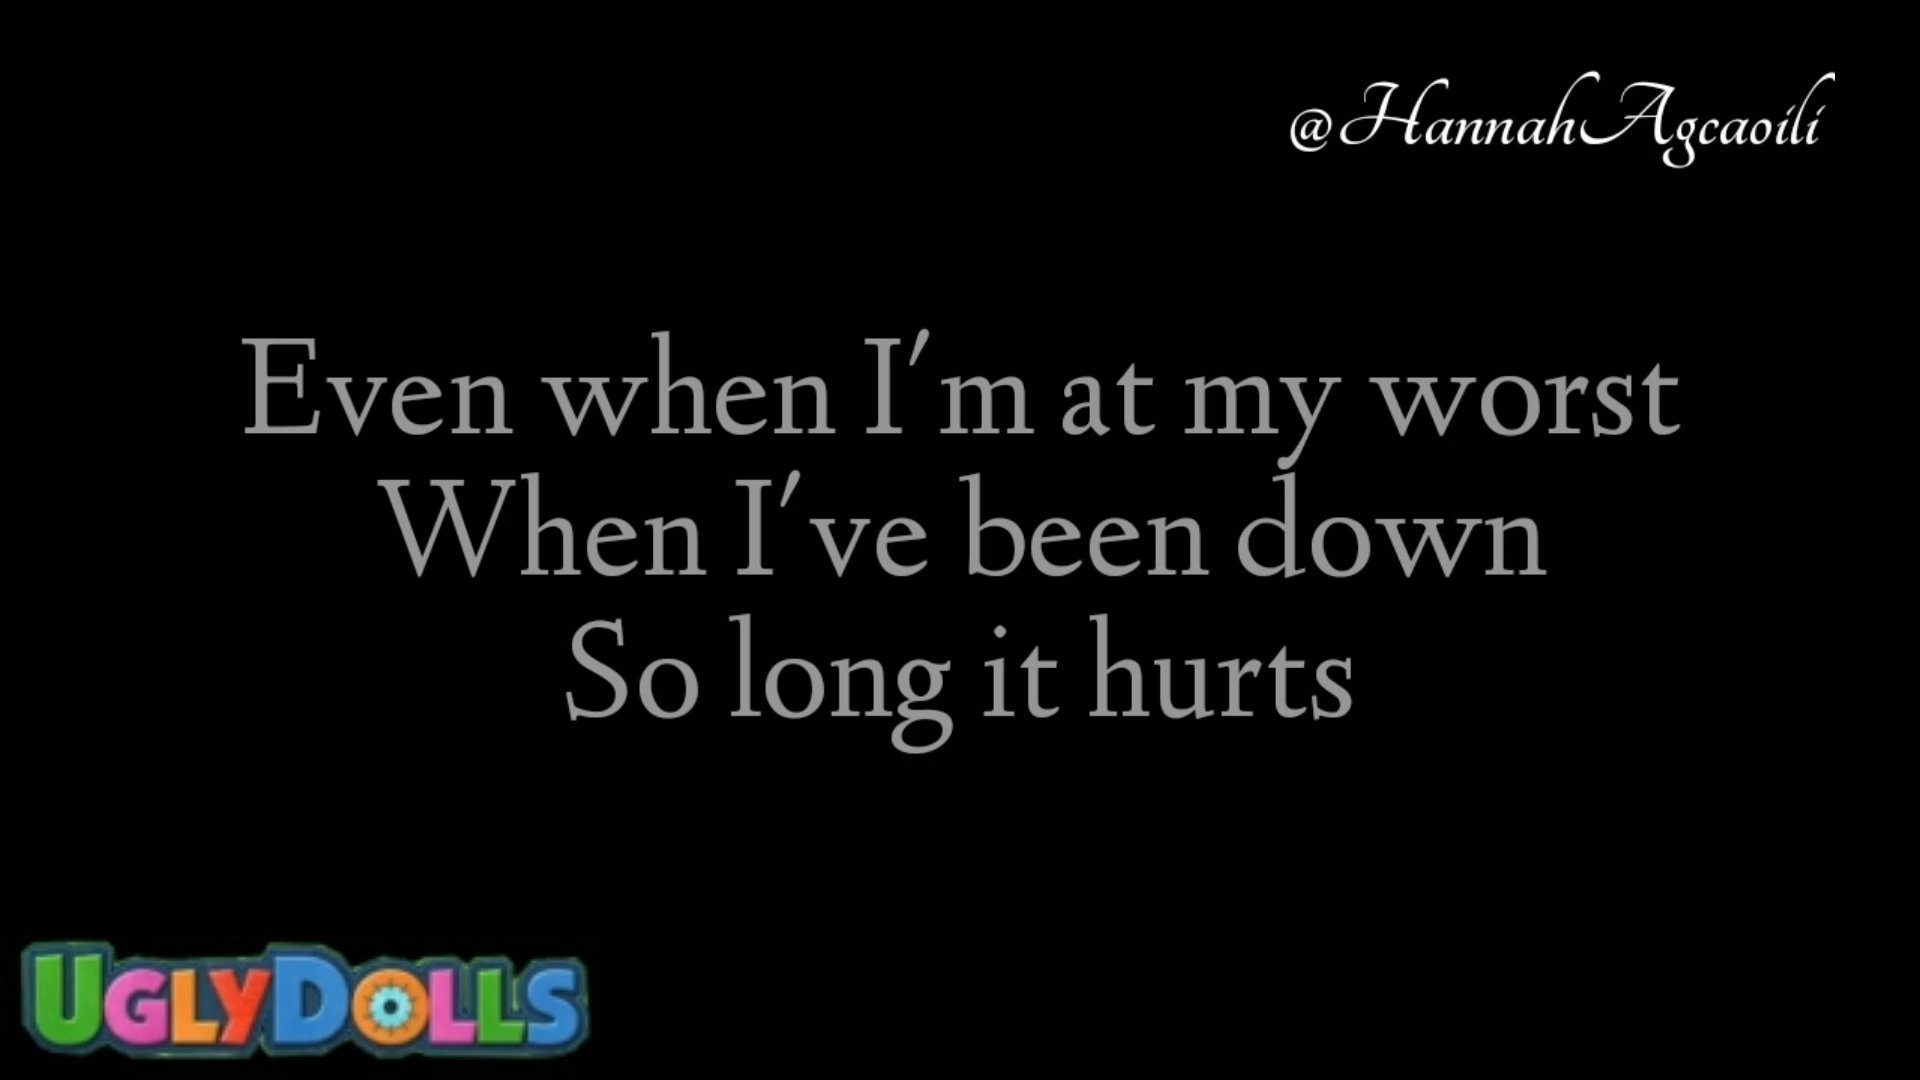 @HannahAgcaoili
Even when I'm at my worst
When I've been down
So long it hurts
UGLYDOLLS